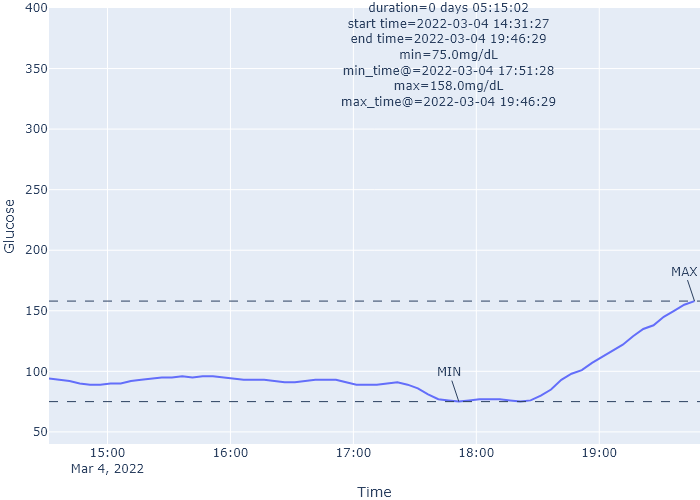 duration=0 days 05:15:02
start time=2022-03-04 14:31:27
end time=2022-03-04 19:46:29
min=75.0mg/dL
min_time@=2022-03-04 17:51:28
max=158.0mg/dL
max_time@=2022-03-04 19:46:29
400
350
300
250
200
150
100
50
Glucose
MAX
MIN
15:00
16:00
17:00
18:00
19:00
Mar 4, 2022
Time